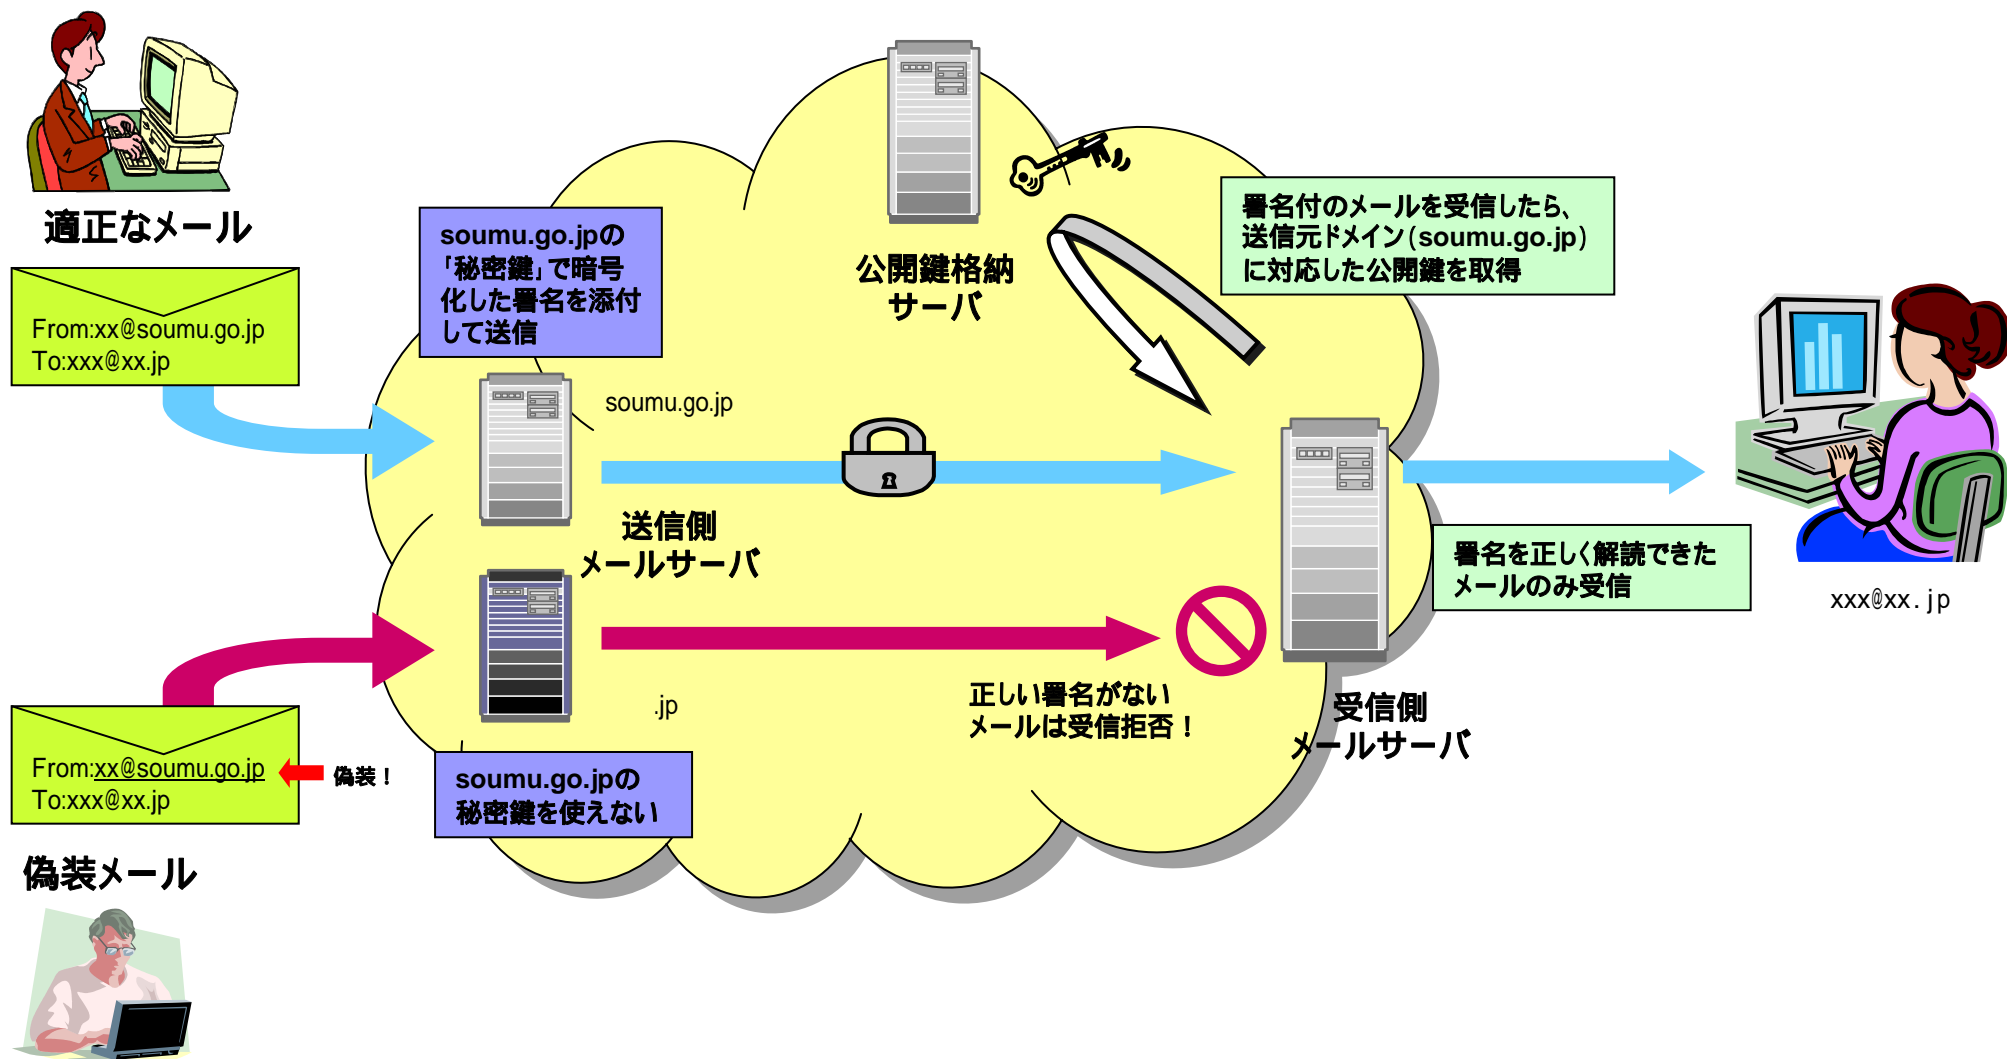 適正なメール
From:xx@soumu.go.jp
To:xxx@xx.jp
soumu.go.jpの
「秘密鍵」で暗号
化した署名を添付
して送信
soumu.go.jp
送信側
メールサーバ
公開鍵格納
サーバ
署名付のメールを受信したら、
送信元ドメイン（soumu.go.jp）
に対応した公開鍵を取得
署名を正しく解読できた
メールのみ受信
xxx@xx.jp
.jp
正しい署名がない
メールは受信拒否！
受信側
メールサーバ
From:xx@soumu.go.jp
To:xxx@xx.jp
偽装！
soumu.go.jpの
秘密鍵を使えない
偽装メール